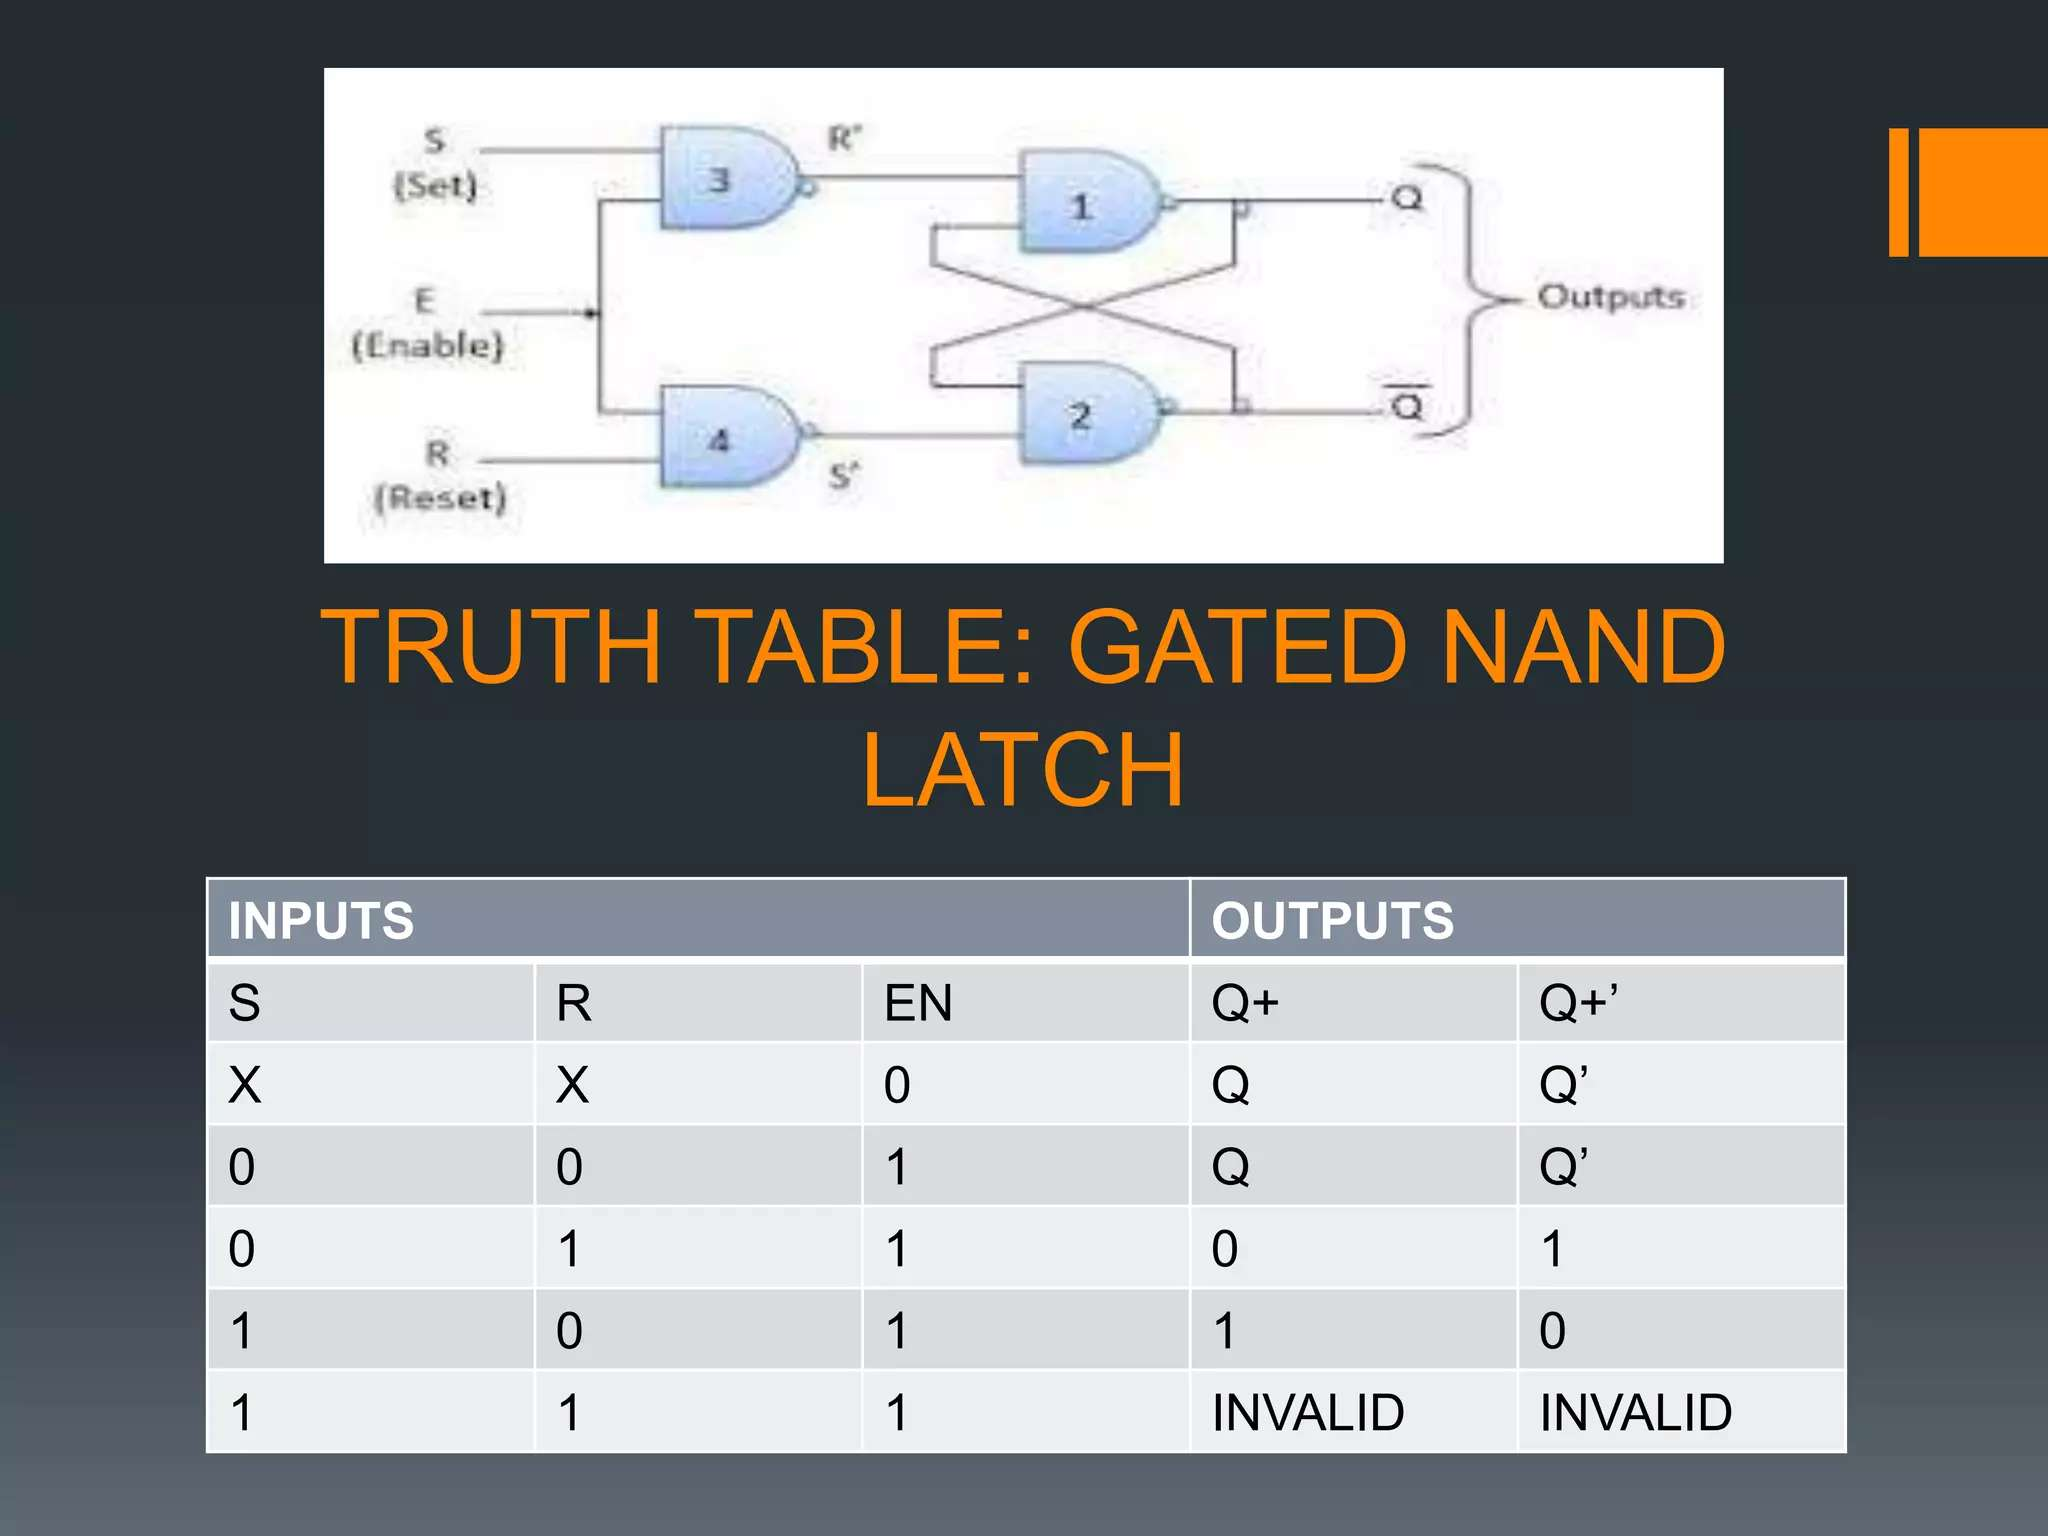 S
(Set)
3
R'
1
Q
E
(Enable)
Outputs
R
(Reset)
4
S'
2
Q̅
TRUTH TABLE: GATED NAND
LATCH
INPUTS OUTPUTS
S R EN Q+ Q+’
X X 0 Q Q’
0 0 1 Q Q’
0 1 1 0 1
1 0 1 1 0
1 1 1 INVALID INVALID